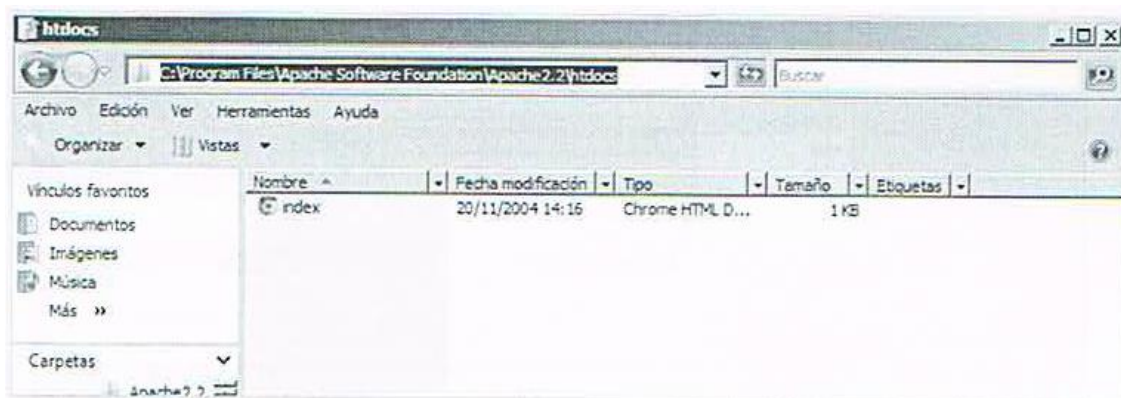 htdocs
C:\Program Files\Apache Software Foundation\Apache2.2\htdocs
Buscar
Archivo Edición Ver Herramientas Ayuda
Organizar Vistas
Vínculos favoritos
Documentos
Imágenes
Música
Más »
Carpetas
Apache2.2
Nombre Fecha modificación Tipo Tamaño Etiquetas
index 20/11/2004 14:16 Chrome HTML D... 1 KB